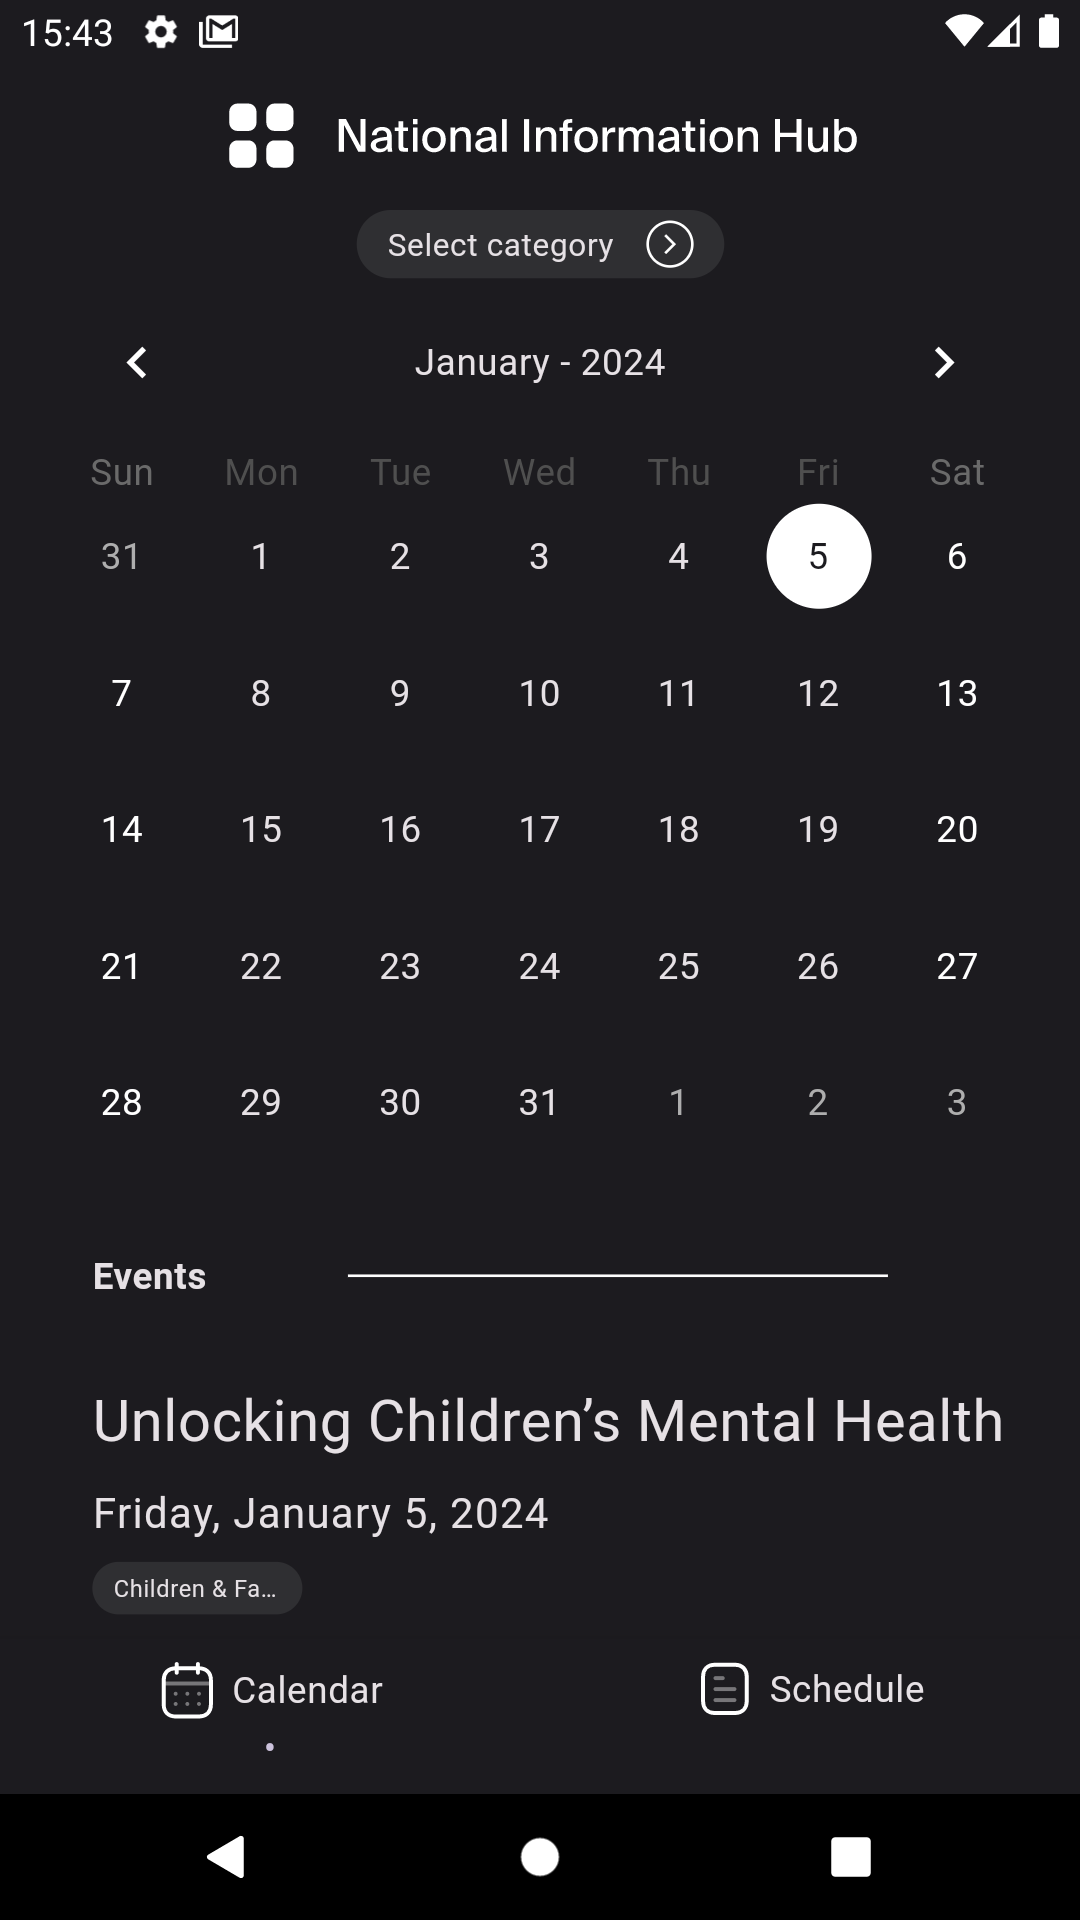 15:43
National Information Hub
Select category
January - 2024
Sun Mon Tue Wed Thu Fri Sat
31 1 2 3 4 5 6
7 8 9 10 11 12 13
14 15 16 17 18 19 20
21 22 23 24 25 26 27
28 29 30 31 1 2 3
Events
Unlocking Children’s Mental Health
Friday, January 5, 2024
Children & Fa...
Calendar Schedule